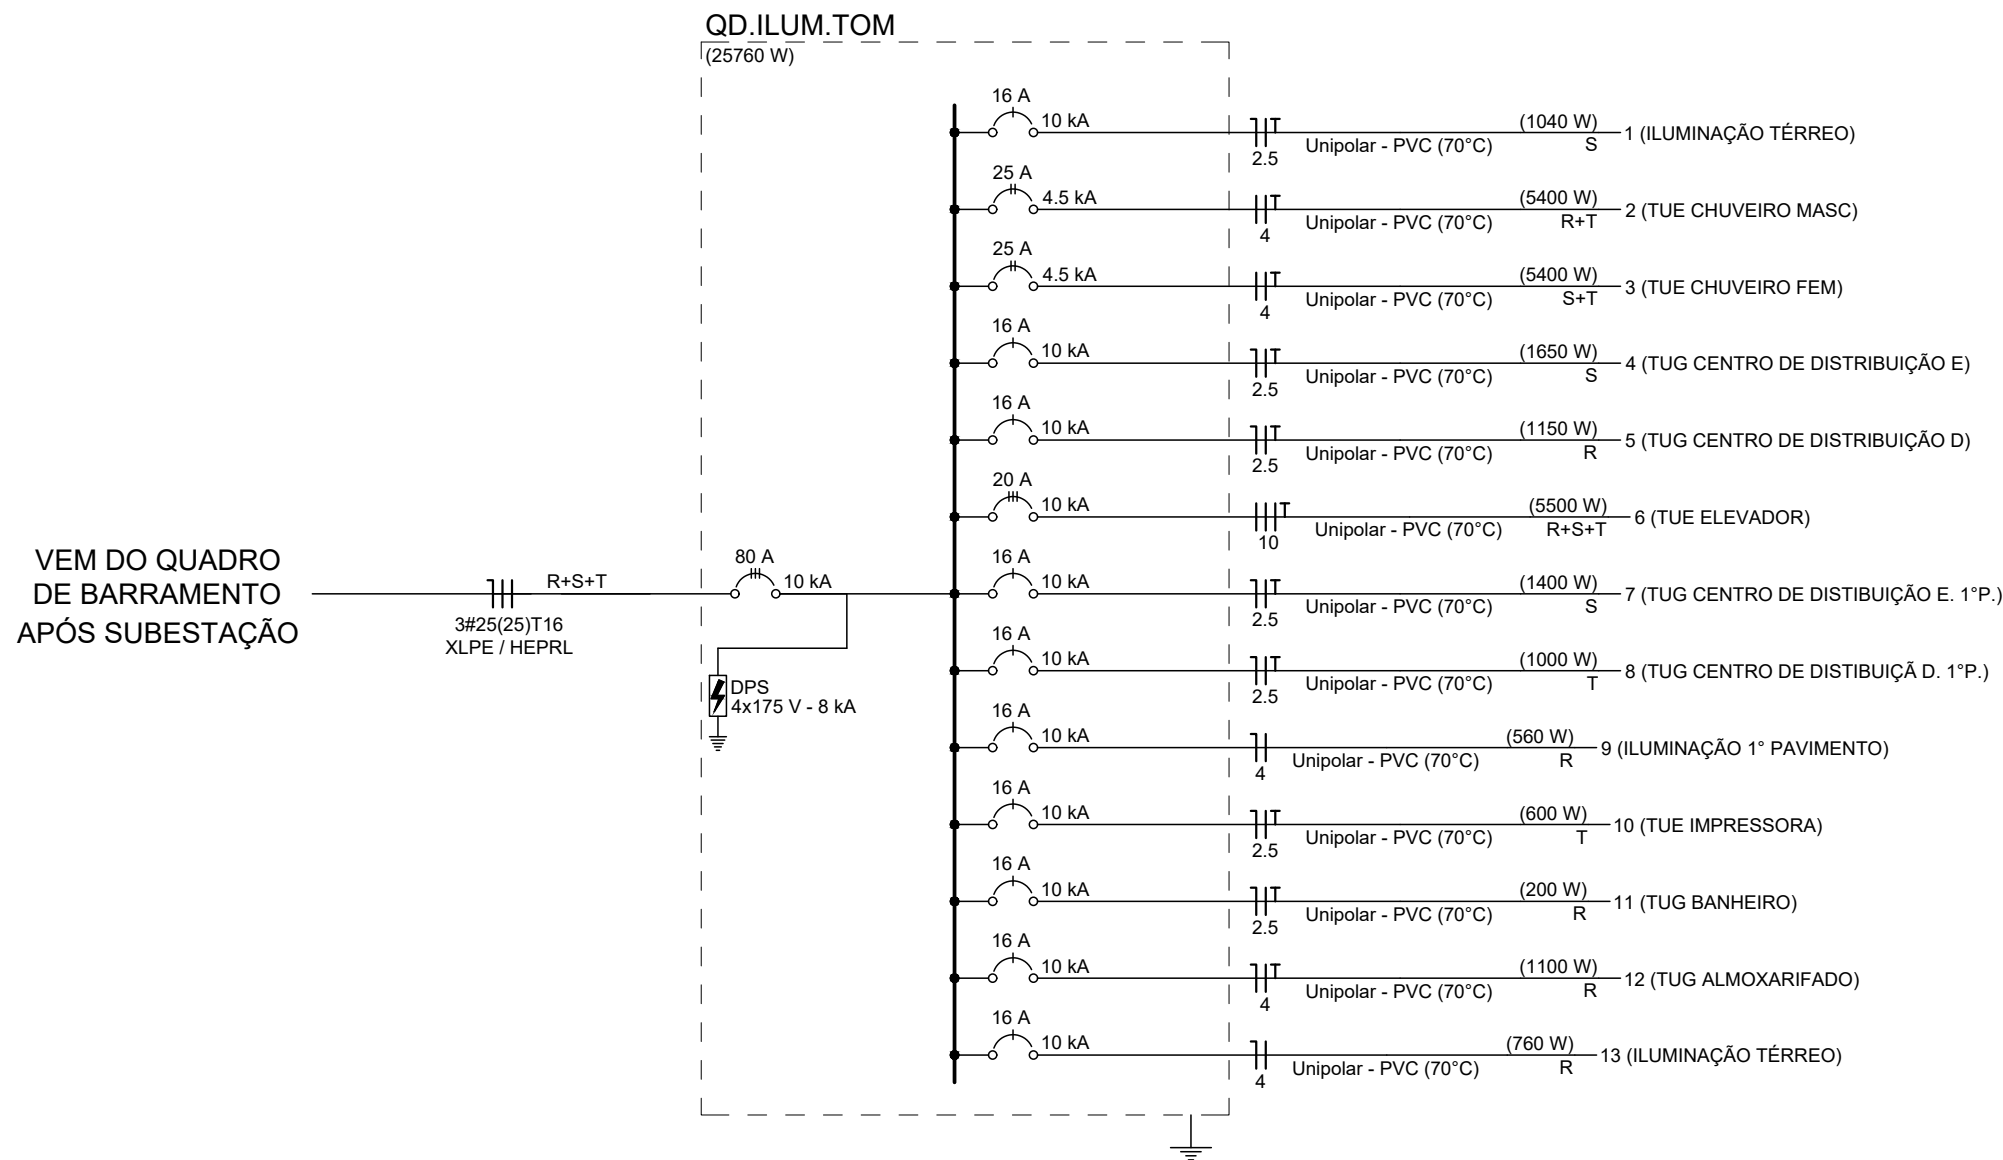 QD.ILUM.TOM
(25760 W)
16 A
10 kA
2.5
Unipolar - PVC (70°C)
(1040 W)
S
1 (ILUMINAÇÃO TÉRREO)
25 A
4.5 kA
4
Unipolar - PVC (70°C)
(5400 W)
R+T
2 (TUE CHUVEIRO MASC)
25 A
4.5 kA
4
Unipolar - PVC (70°C)
(5400 W)
S+T
3 (TUE CHUVEIRO FEM)
16 A
10 kA
2.5
Unipolar - PVC (70°C)
(1650 W)
S
4 (TUG CENTRO DE DISTRIBUIÇÃO E)
16 A
10 kA
2.5
Unipolar - PVC (70°C)
(1150 W)
R
5 (TUG CENTRO DE DISTRIBUIÇÃO D)
20 A
10 kA
10
Unipolar - PVC (70°C)
(5500 W)
R+S+T
6 (TUE ELEVADOR)
VEM DO QUADRO
DE BARRAMENTO
APÓS SUBESTAÇÃO
R+S+T
3#25(25)T16
XLPE / HEPRL
80 A
10 kA
DPS
4x175 V - 8 kA
16 A
10 kA
2.5
Unipolar - PVC (70°C)
(1400 W)
S
7 (TUG CENTRO DE DISTIBUIÇÃO E. 1°P.)
16 A
10 kA
2.5
Unipolar - PVC (70°C)
(1000 W)
T
8 (TUG CENTRO DE DISTIBUIÇÃ D. 1°P.)
16 A
10 kA
4
Unipolar - PVC (70°C)
(560 W)
R
9 (ILUMINAÇÃO 1° PAVIMENTO)
16 A
10 kA
2.5
Unipolar - PVC (70°C)
(600 W)
T
10 (TUE IMPRESSORA)
16 A
10 kA
2.5
Unipolar - PVC (70°C)
(200 W)
R
11 (TUG BANHEIRO)
16 A
10 kA
4
Unipolar - PVC (70°C)
(1100 W)
R
12 (TUG ALMOXARIFADO)
16 A
10 kA
4
Unipolar - PVC (70°C)
(760 W)
R
13 (ILUMINAÇÃO TÉRREO)